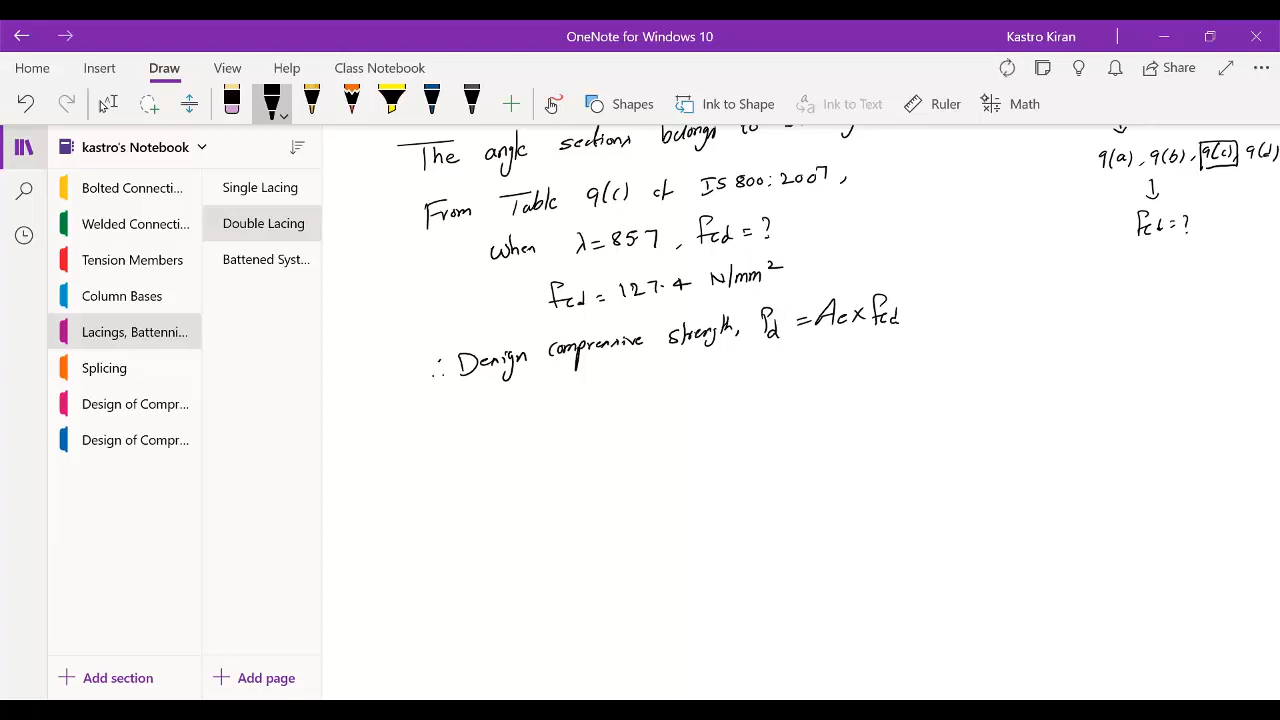 OneNote for Windows 10
Kastro Kiran
Home Insert Draw View Help Class Notebook
Share
Shapes Ink to Shape Ink to Text Ruler Math
kastro's Notebook
Bolted Connecti...
Welded Connecti...
Tension Members
Column Bases
Lacings, Battenni...
Splicing
Design of Compr...
Design of Compr...
Add section
Single Lacing
Double Lacing
Battened Syst...
Add page
The angle sections belongs to
From Table 9(c) of IS 800:2007,
when λ = 85.7, fcd = ?
fcd = 127.4 N/mm²
∴ Design compressive strength, Pd = Ae × fcd
9(a), 9(b), 9(c), 9(d)
fcd = ?